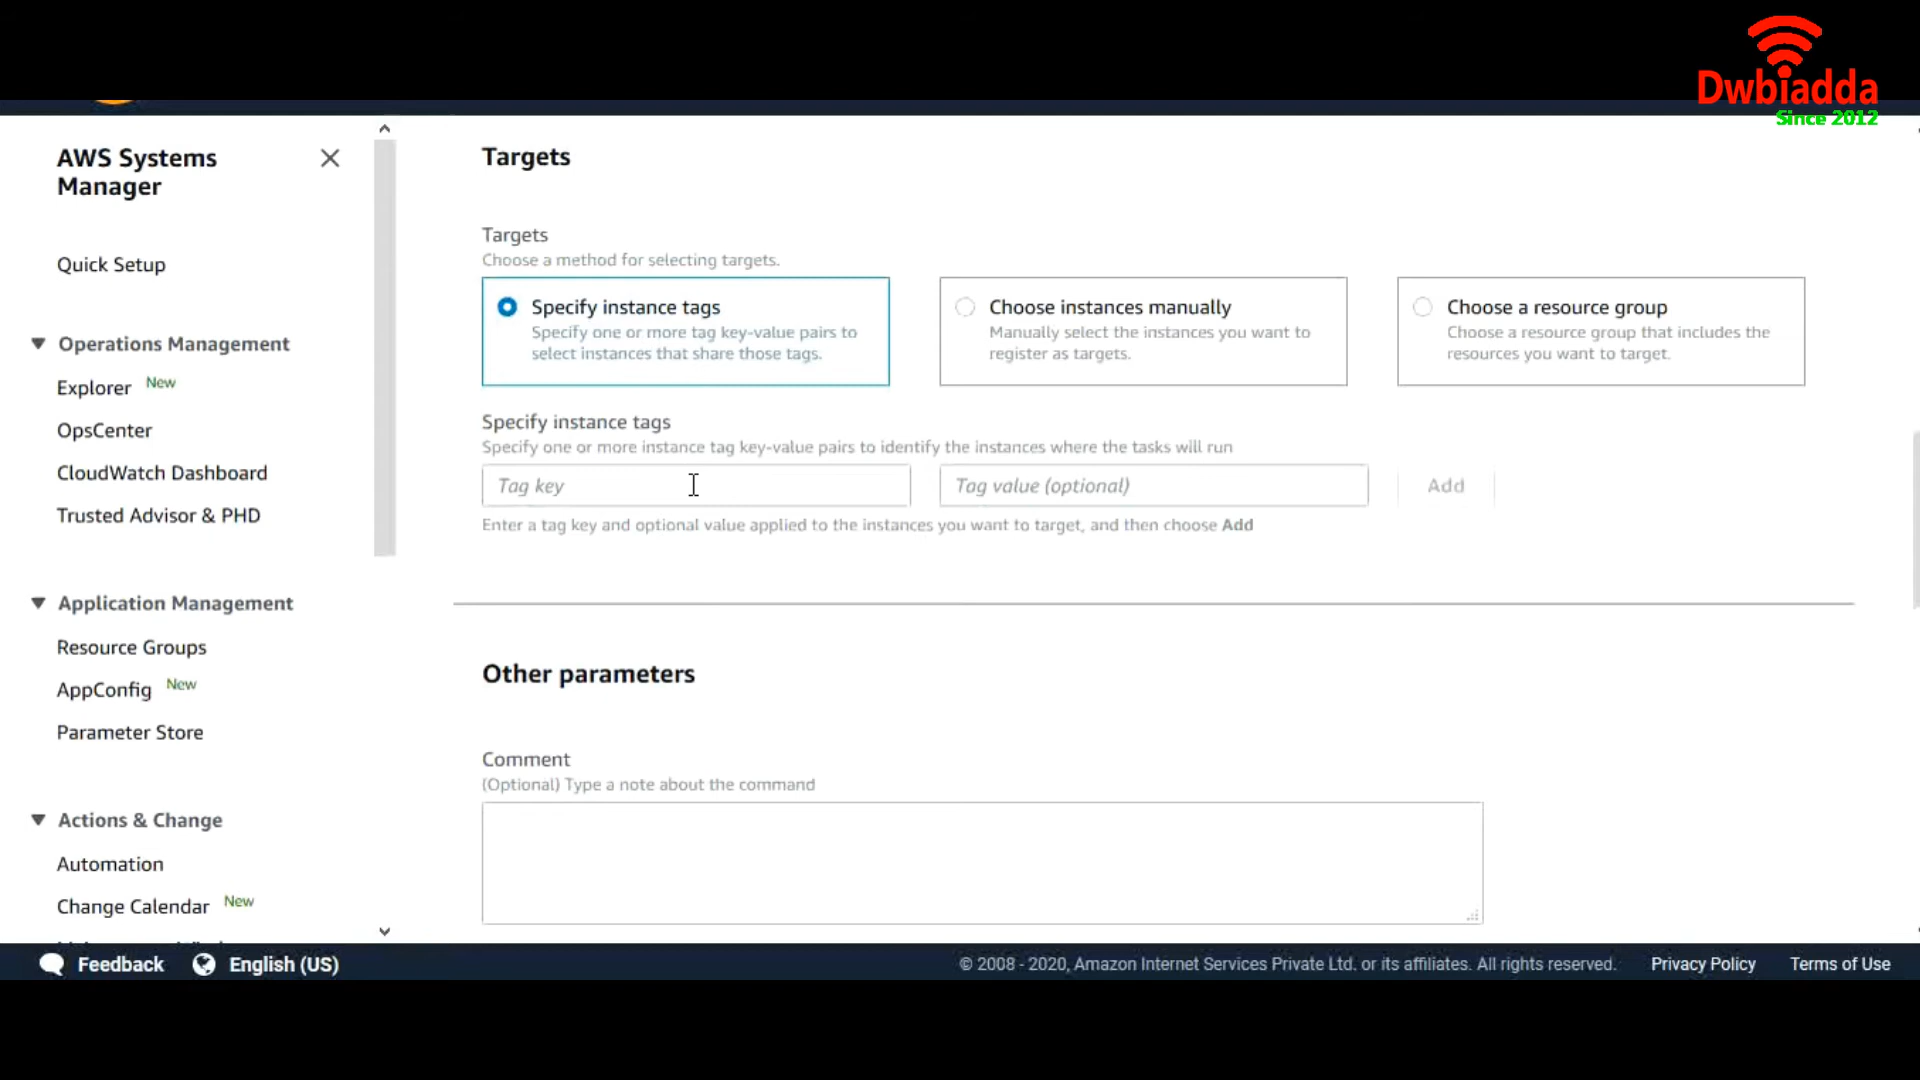 Dwbiadda
Since 2012
AWS Systems
Manager
Quick Setup
Operations Management
Explorer New
OpsCenter
CloudWatch Dashboard
Trusted Advisor & PHD
Application Management
Resource Groups
AppConfig New
Parameter Store
Actions & Change
Automation
Change Calendar New
Targets
Targets
Choose a method for selecting targets.
Specify instance tags
Specify one or more tag key-value pairs to
select instances that share those tags.
Choose instances manually
Manually select the instances you want to
register as targets.
Choose a resource group
Choose a resource group that includes the
resources you want to target.
Specify instance tags
Specify one or more instance tag key-value pairs to identify the instances where the tasks will run
Tag key
Tag value (optional)
Add
Enter a tag key and optional value applied to the instances you want to target, and then choose Add
Other parameters
Comment
(Optional) Type a note about the command
Feedback
English (US)
© 2008 - 2020, Amazon Internet Services Private Ltd. or its affiliates. All rights reserved.
Privacy Policy
Terms of Use